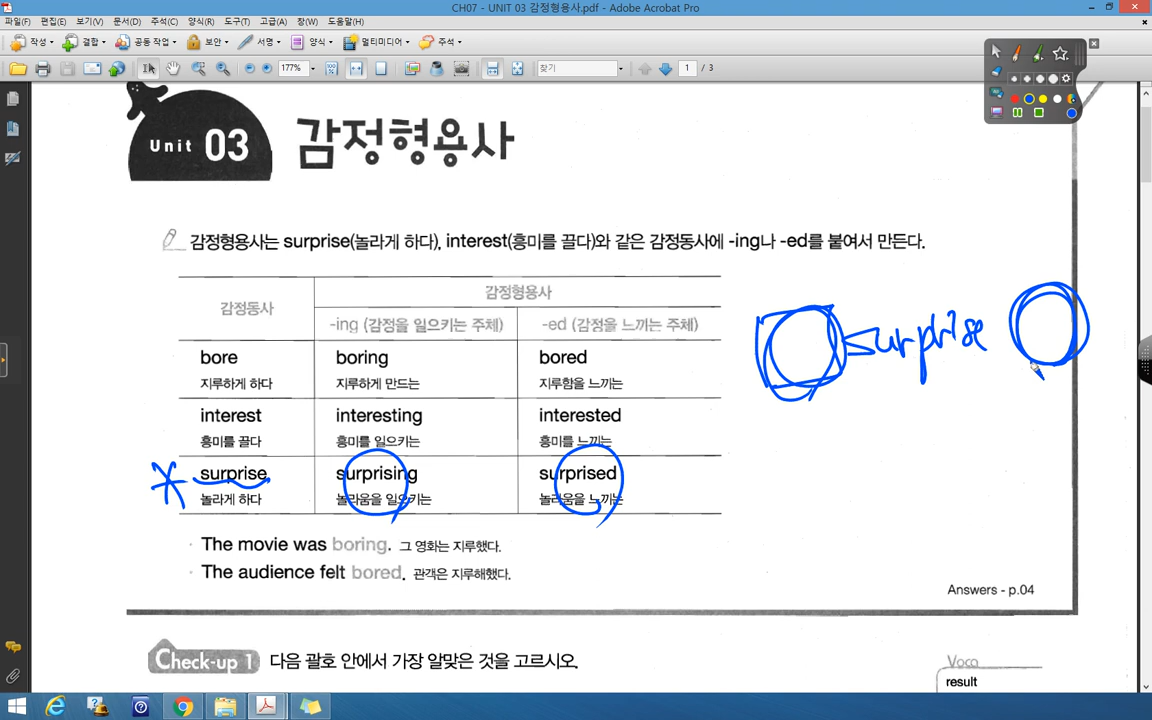 CH07 - UNIT 03 감정형용사.pdf - Adobe Acrobat Pro
파일(F) 편집(E) 보기(V) 문서(D) 주석(C) 양식(R) 도구(T) 고급(A) 창(W) 도움말(H)
작성 결합 공동 작업 보안 서명 양식 멀티미디어 주석
177% 찾기 1 / 3
Unit 03 감정형용사
감정형용사는 surprise(놀라게 하다), interest(흥미를 끌다)와 같은 감정동사에 -ing나 -ed를 붙여서 만든다.
감정동사 감정형용사
-ing (감정을 일으키는 주체) -ed (감정을 느끼는 주체)
bore boring bored
지루하게 하다 지루하게 만드는 지루함을 느끼는
surprise
interest interesting interested
흥미를 끌다 흥미를 일으키는 흥미를 느끼는
surprise surprising surprised
놀라게 하다 놀라움을 일으키는 놀라움을 느끼는
The movie was boring. 그 영화는 지루했다.
The audience felt bored. 관객은 지루해했다.
Answers - p.04
Check-up 1 다음 괄호 안에서 가장 알맞은 것을 고르시오.
Voca
result